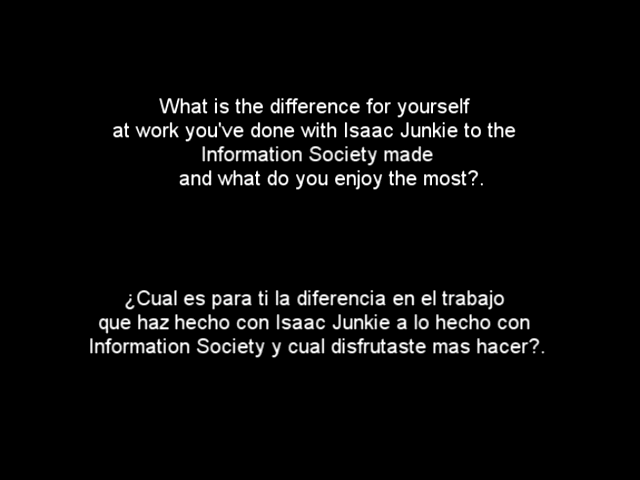 What is the difference for yourself
at work you've done with Isaac Junkie to the
Information Society made
and what do you enjoy the most?.
¿Cual es para ti la diferencia en el trabajo
que haz hecho con Isaac Junkie a lo hecho con
Information Society y cual disfrutaste mas hacer?.